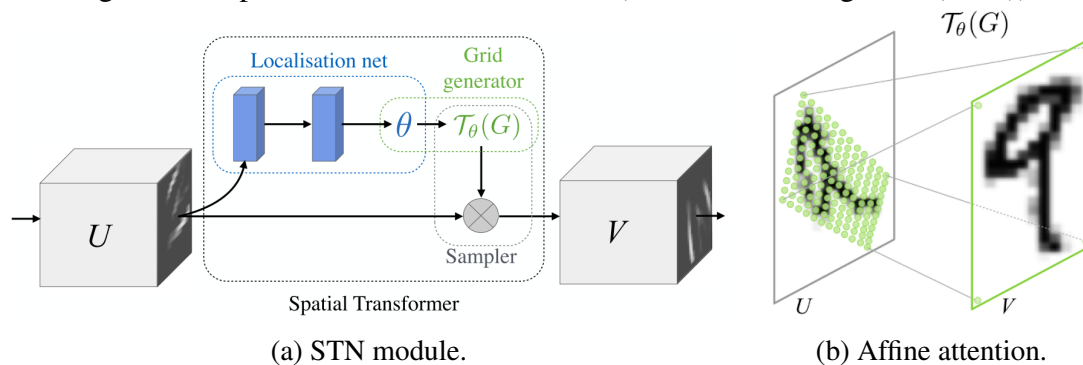 Localisation net
Grid
generator
θ
𝒯θ(G)
U
V
Sampler
Spatial Transformer
(a) STN module.
𝒯θ(G)
U
V
(b) Affine attention.